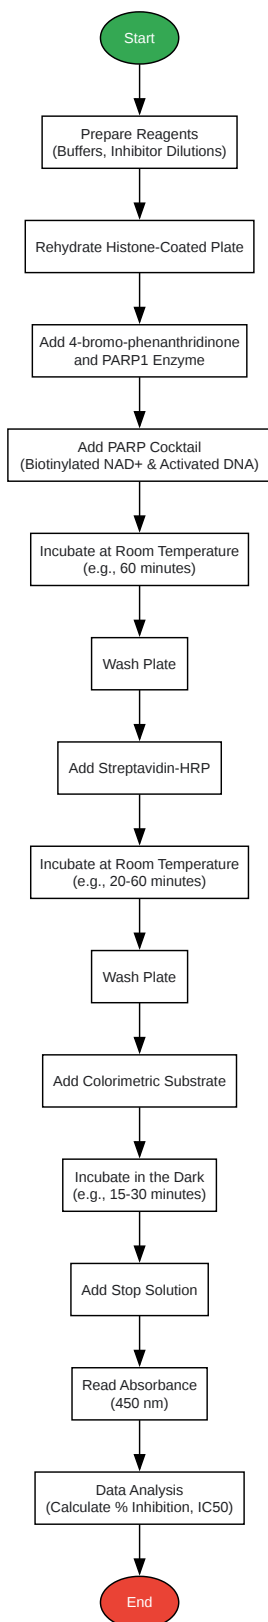 Start
Prepare Reagents
(Buffers, Inhibitor Dilutions)
Rehydrate Histone-Coated Plate
Add 4-bromo-phenanthridinone
and PARP1 Enzyme
Add PARP Cocktail
(Biotinylated NAD+ & Activated DNA)
Incubate at Room Temperature
(e.g., 60 minutes)
Wash Plate
Add Streptavidin-HRP
Incubate at Room Temperature
(e.g., 20-60 minutes)
Wash Plate
Add Colorimetric Substrate
Incubate in the Dark
(e.g., 15-30 minutes)
Add Stop Solution
Read Absorbance
(450 nm)
Data Analysis
(Calculate % Inhibition, IC50)
End